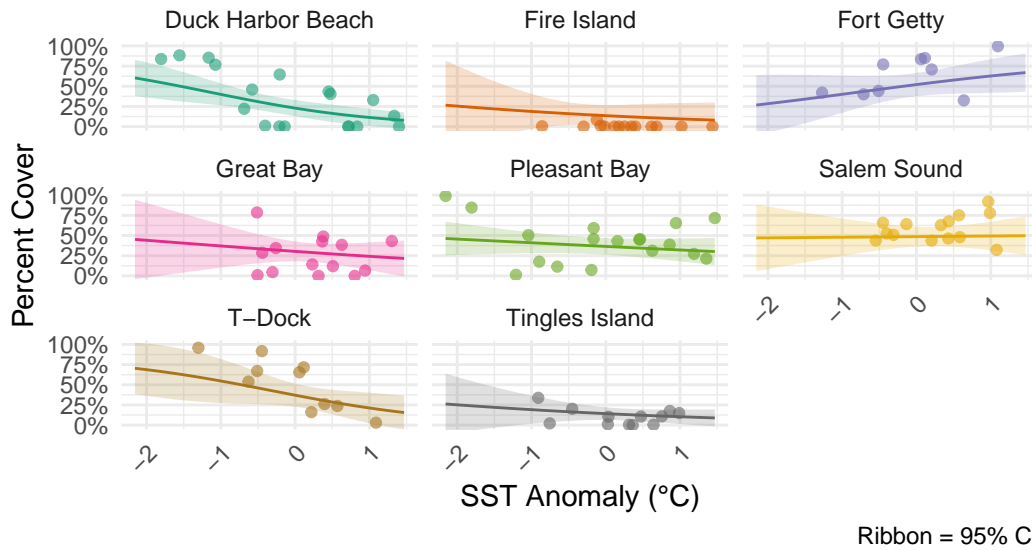 Duck Harbor Beach Fire Island Fort Getty
100%
75%
50%
25%
0%
Great Bay Pleasant Bay Salem Sound
100%
75%
50%
25%
0%
−2 −1 0 1
T−Dock Tingles Island
100%
75%
50%
25%
0%
−2 −1 0 1 −2 −1 0 1
Percent Cover
SST Anomaly (°C)
Ribbon = 95% C